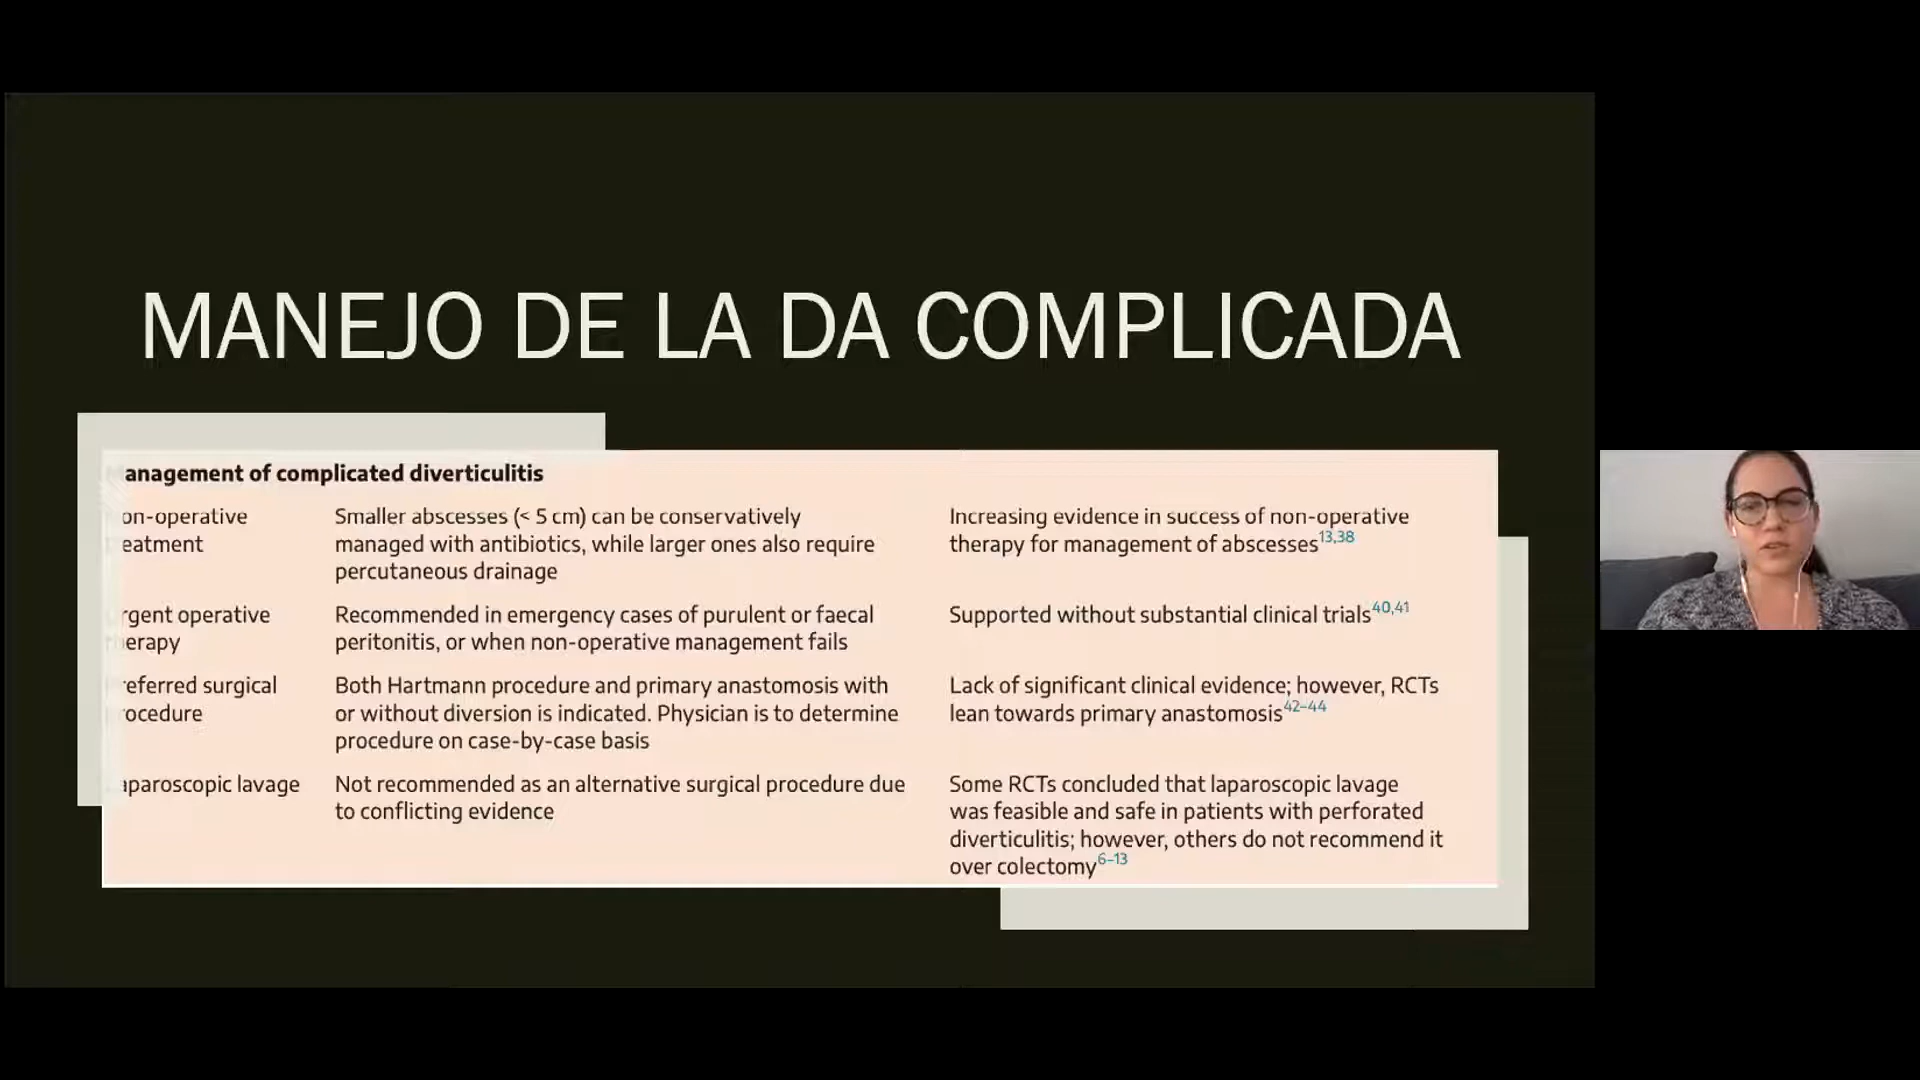 MANEJO DE LA DA COMPLICADA
anagement of complicated diverticulitis
on-operative
eatment
Smaller abscesses (< 5 cm) can be conservatively
managed with antibiotics, while larger ones also require
percutaneous drainage
Increasing evidence in success of non-operative
therapy for management of abscesses13,38
rgent operative
herapy
Recommended in emergency cases of purulent or faecal
peritonitis, or when non-operative management fails
Supported without substantial clinical trials40,41
referred surgical
rocedure
Both Hartmann procedure and primary anastomosis with
or without diversion is indicated. Physician is to determine
procedure on case-by-case basis
Lack of significant clinical evidence; however, RCTs
lean towards primary anastomosis42–44
aparoscopic lavage
Not recommended as an alternative surgical procedure due
to conflicting evidence
Some RCTs concluded that laparoscopic lavage
was feasible and safe in patients with perforated
diverticulitis; however, others do not recommend it
over colectomy6–13